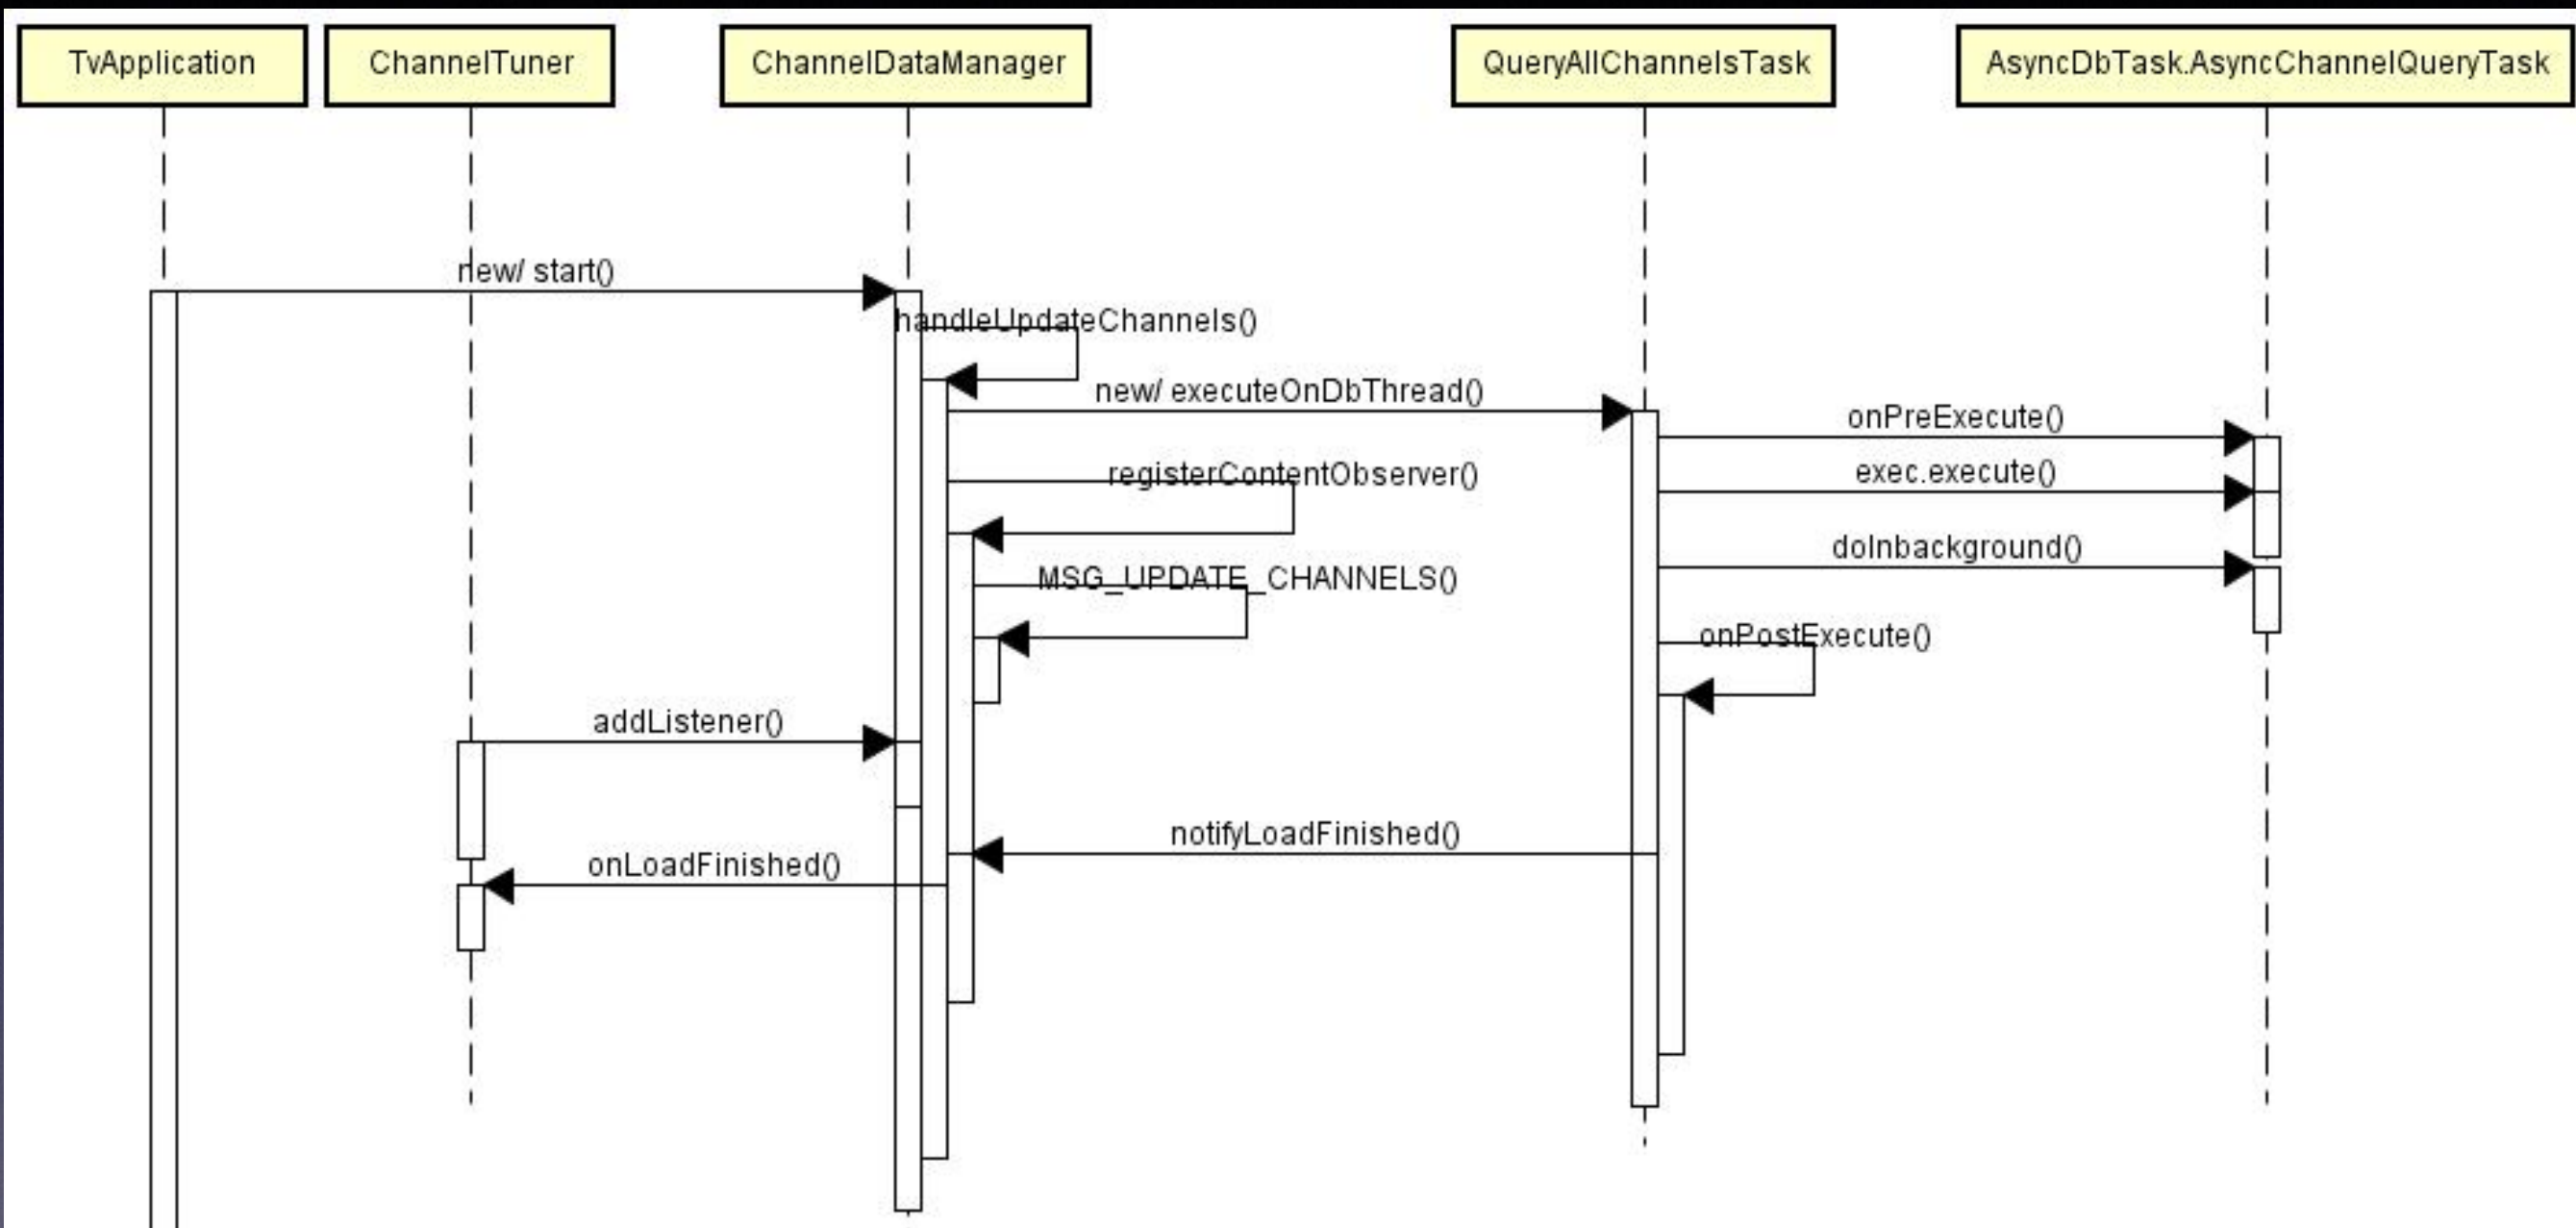 TvApplication
ChannelTuner
ChannelDataManager
QueryAllChannelsTask
AsyncDbTask.AsyncChannelQueryTask
new/ start()
handleUpdateChannels()
new/ executeOnDbThread()
onPreExecute()
registerContentObserver()
exec.execute()
doInbackground()
MSG_UPDATE_CHANNELS()
onPostExecute()
addListener()
notifyLoadFinished()
onLoadFinished()